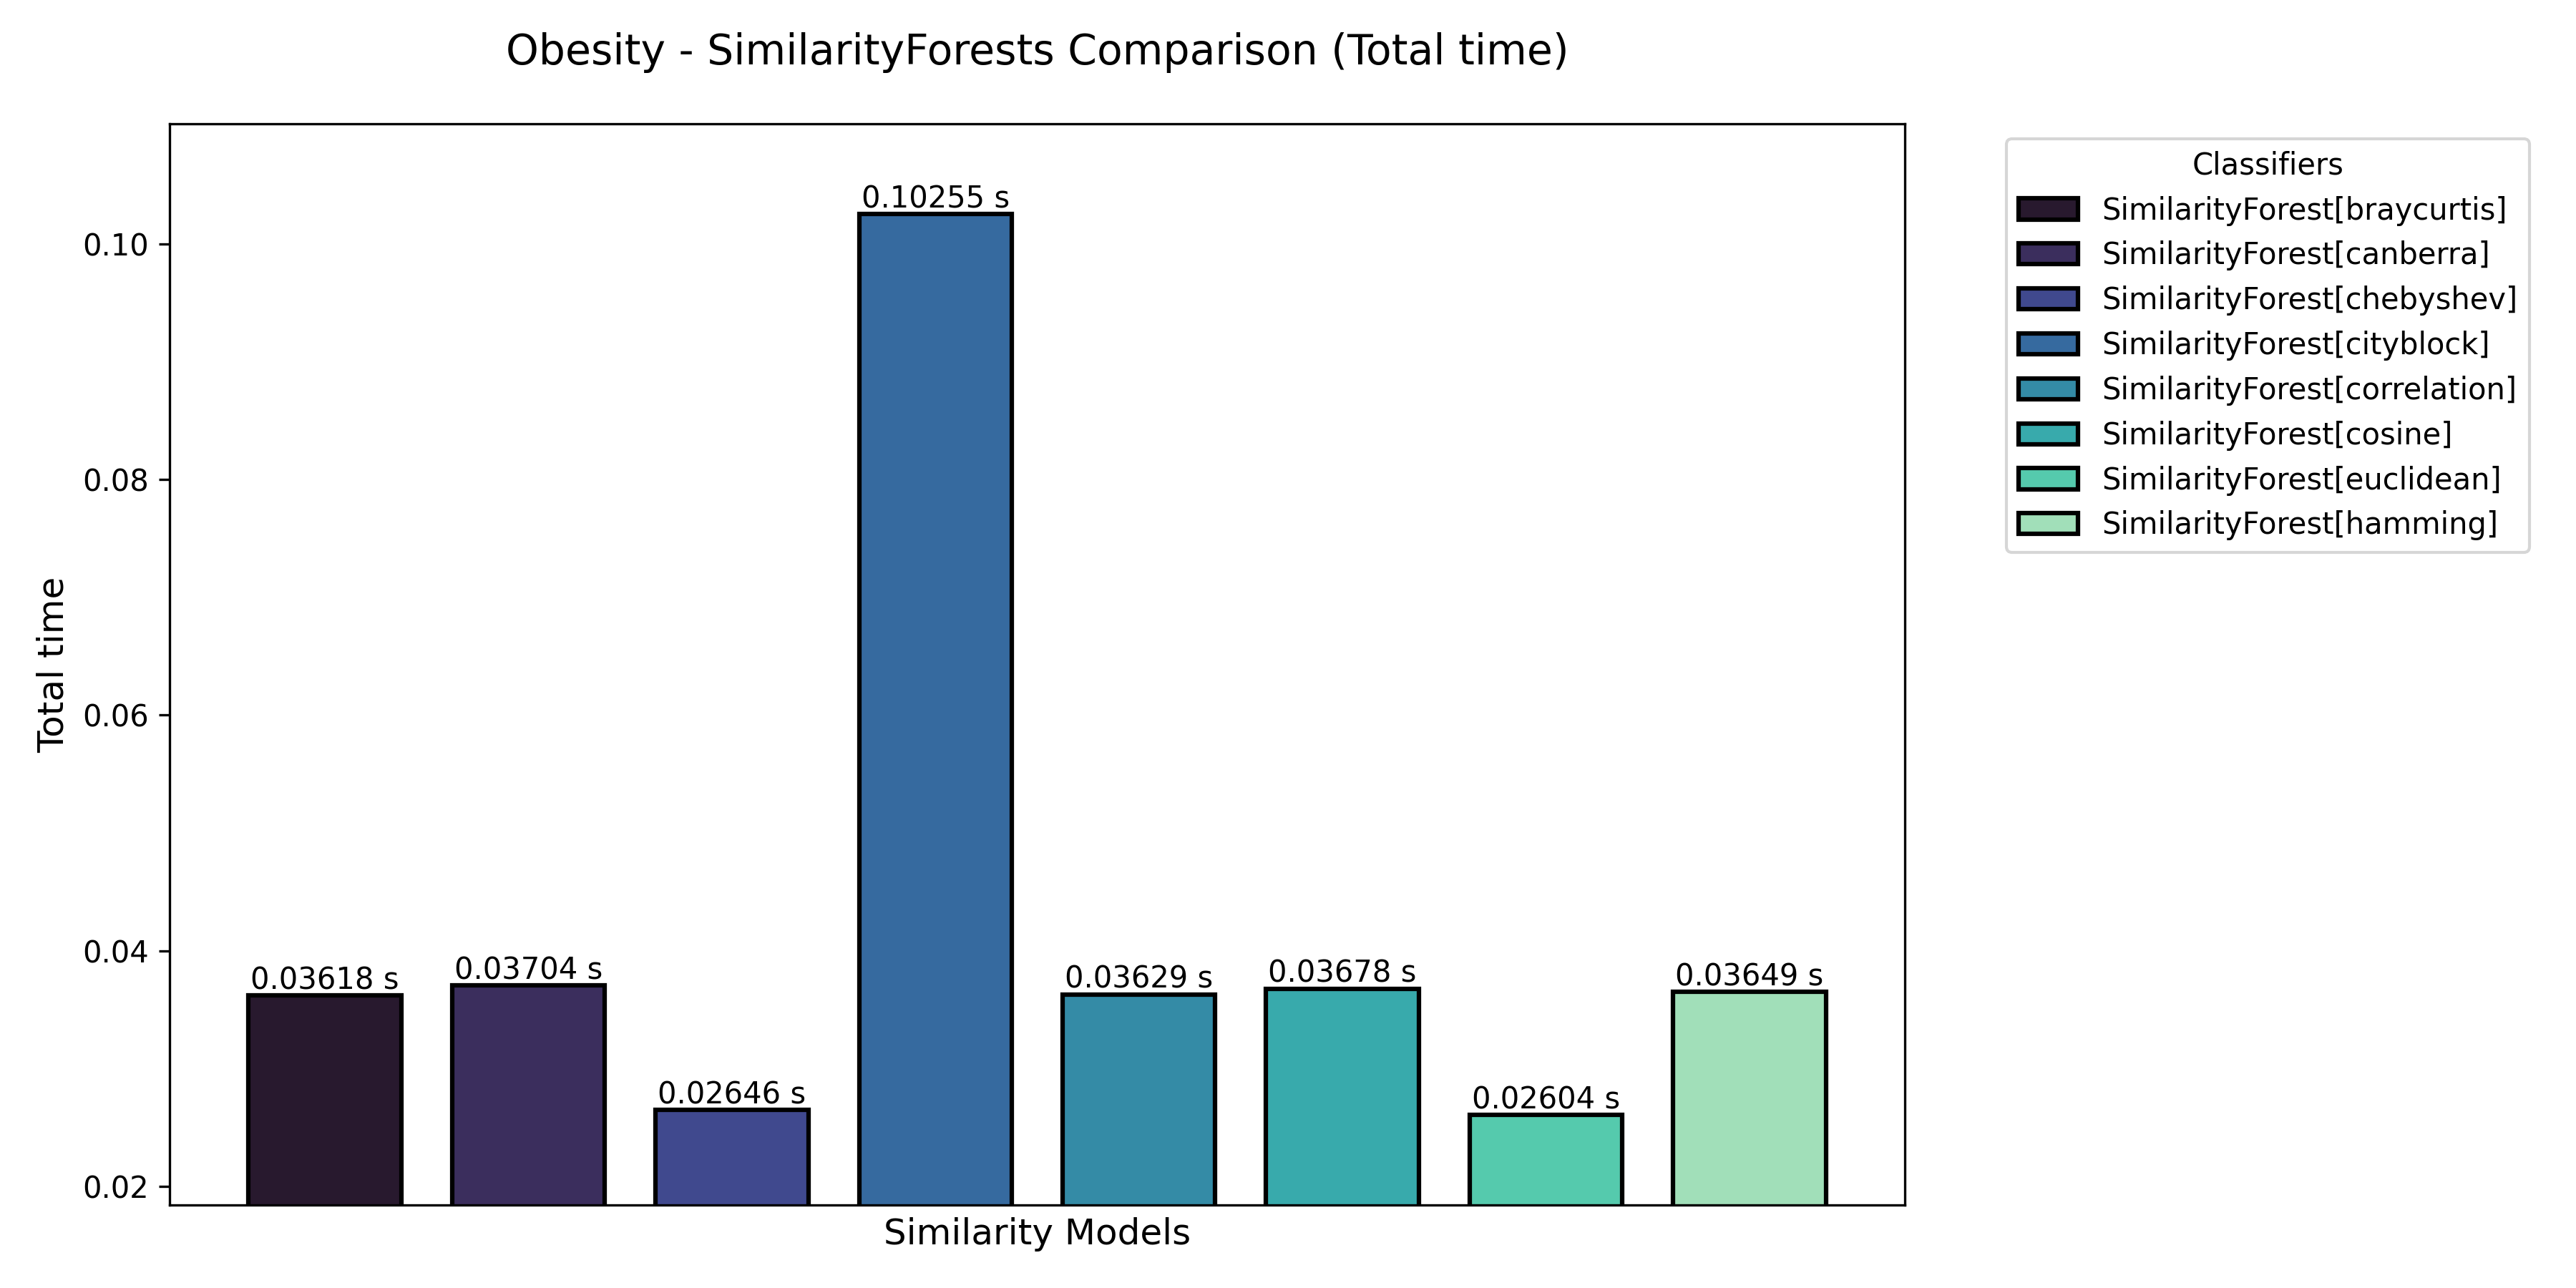 Obesity - SimilarityForests Comparison (Total time)
Total time
0.10
0.08
0.06
0.04
0.02
0.03618 s
0.03704 s
0.02646 s
0.10255 s
0.03629 s
0.03678 s
0.02604 s
0.03649 s
Similarity Models
Classifiers
SimilarityForest[braycurtis]
SimilarityForest[canberra]
SimilarityForest[chebyshev]
SimilarityForest[cityblock]
SimilarityForest[correlation]
SimilarityForest[cosine]
SimilarityForest[euclidean]
SimilarityForest[hamming]